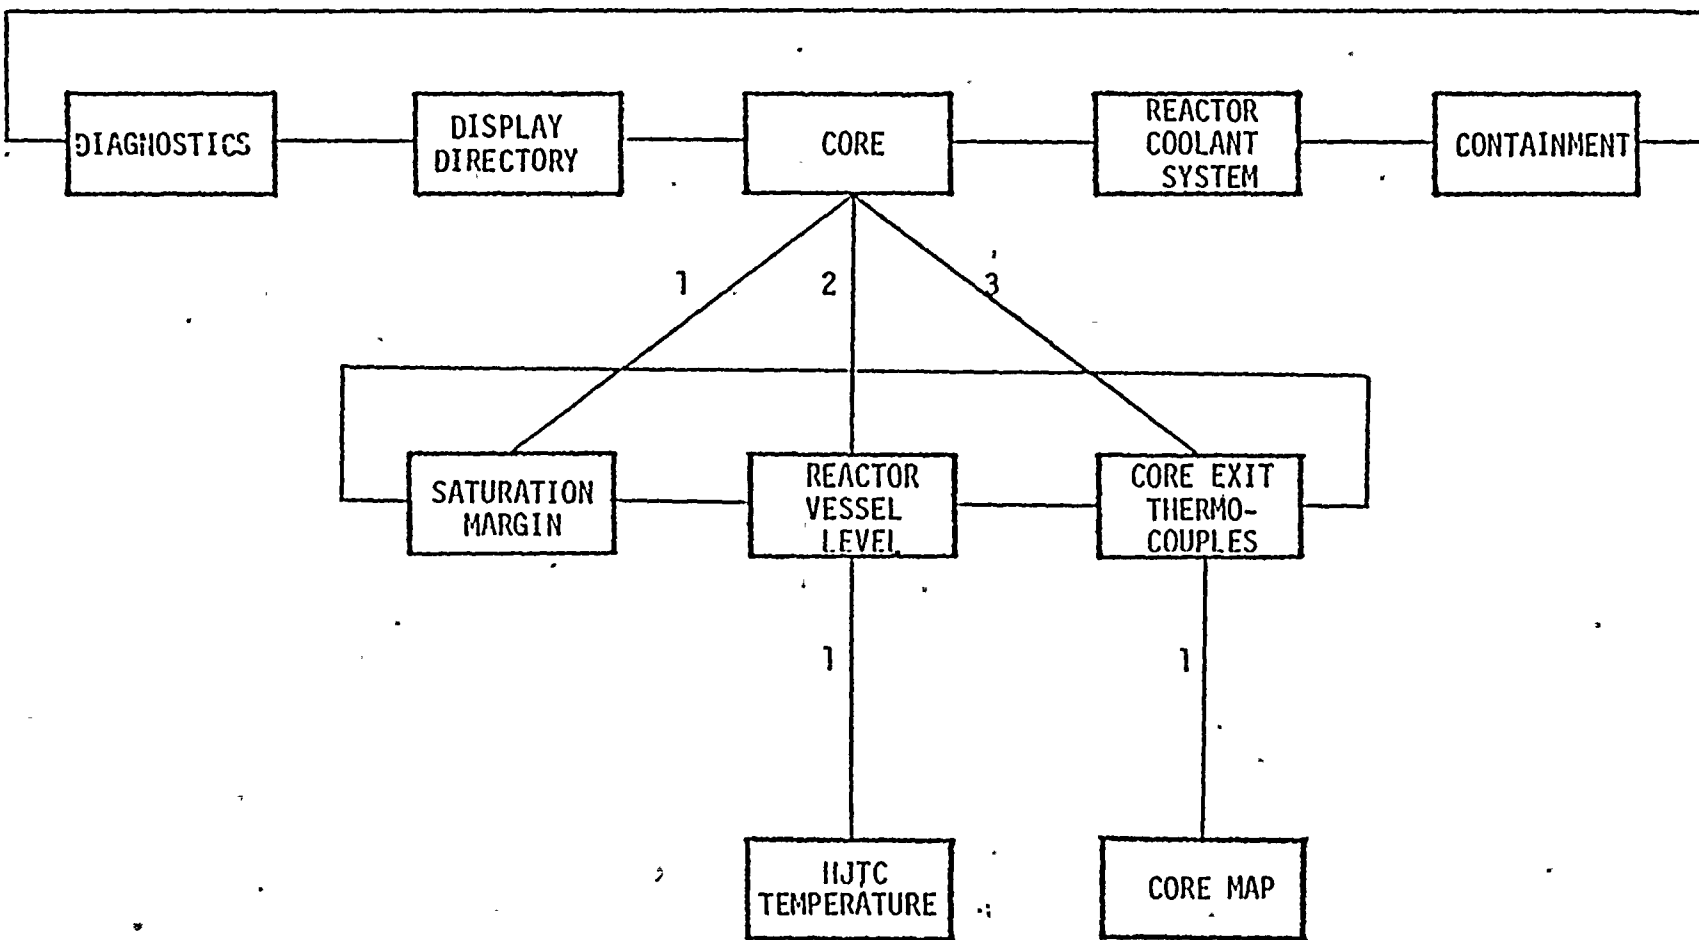 DIAGNOSTICS
DISPLAY
DIRECTORY
CORE
REACTOR
COOLANT
SYSTEM
CONTAINMENT
1
2
3
SATURATION
MARGIN
REACTOR
VESSEL
LEVEL
CORE EXIT
THERMO-
COUPLES
1
1
HJTC
TEMPERATURE
CORE MAP